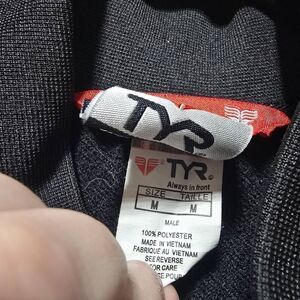 TYR
TYR
Always in front
SIZE TAILLE
M M
MALE
100% POLYESTER
MADE IN VIETNAM
FABRIQUÉ AU VIETNAM
SEE REVERSE
FOR CARE